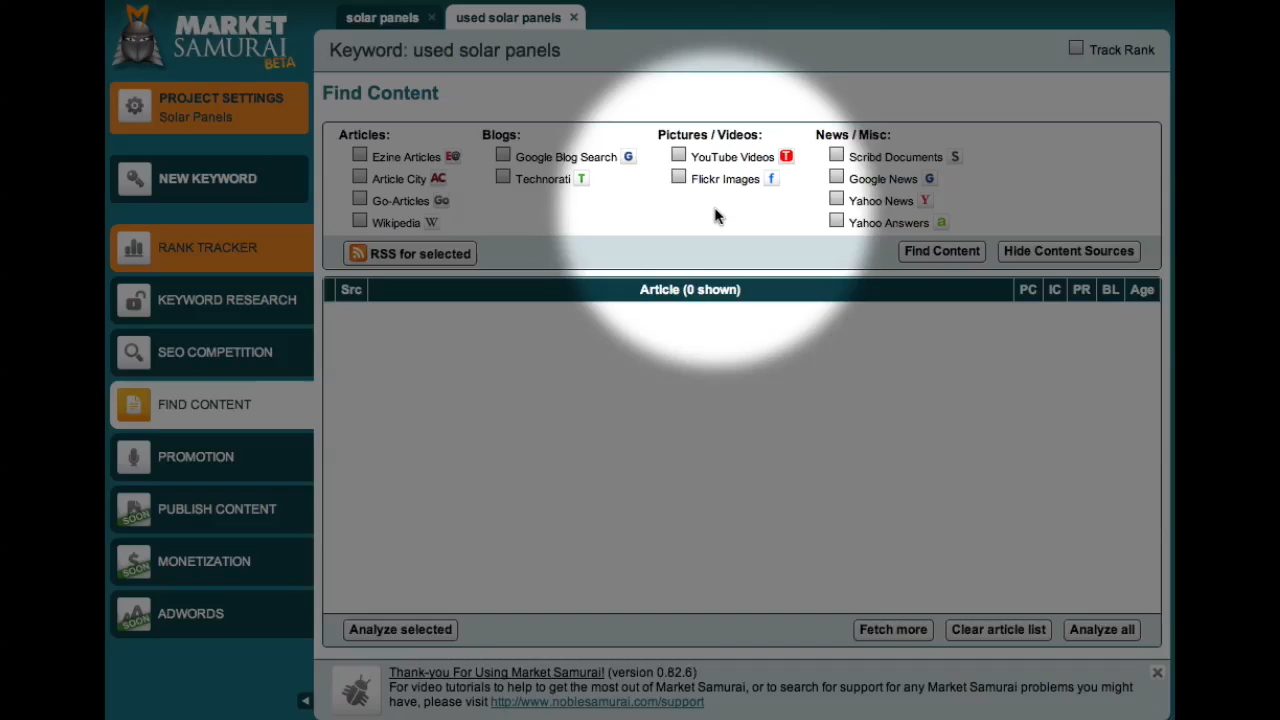 MARKET
SAMURAI
BETA
solar panels ×
used solar panels ×
Keyword: used solar panels
Track Rank
PROJECT SETTINGS
Solar Panels
NEW KEYWORD
RANK TRACKER
KEYWORD RESEARCH
SEO COMPETITION
FIND CONTENT
PROMOTION
SOON
PUBLISH CONTENT
SOON
MONETIZATION
SOON
ADWORDS
Find Content
Articles:
Ezine Articles E@
Article City AC
Go-Articles Go
Wikipedia W
Blogs:
Google Blog Search G
Technorati T
Pictures / Videos:
YouTube Videos T
Flickr Images f
News / Misc:
Scribd Documents S
Google News G
Yahoo News Y
Yahoo Answers a
RSS for selected
Find Content
Hide Content Sources
Src
Article (0 shown)
PC IC PR BL Age
Analyze selected
Fetch more
Clear article list
Analyze all
Thank-you For Using Market Samurai! (version 0.82.6)
For video tutorials to help to get the most out of Market Samurai, or to search for support for any Market Samurai problems you might
have, please visit http://www.noblesamurai.com/support